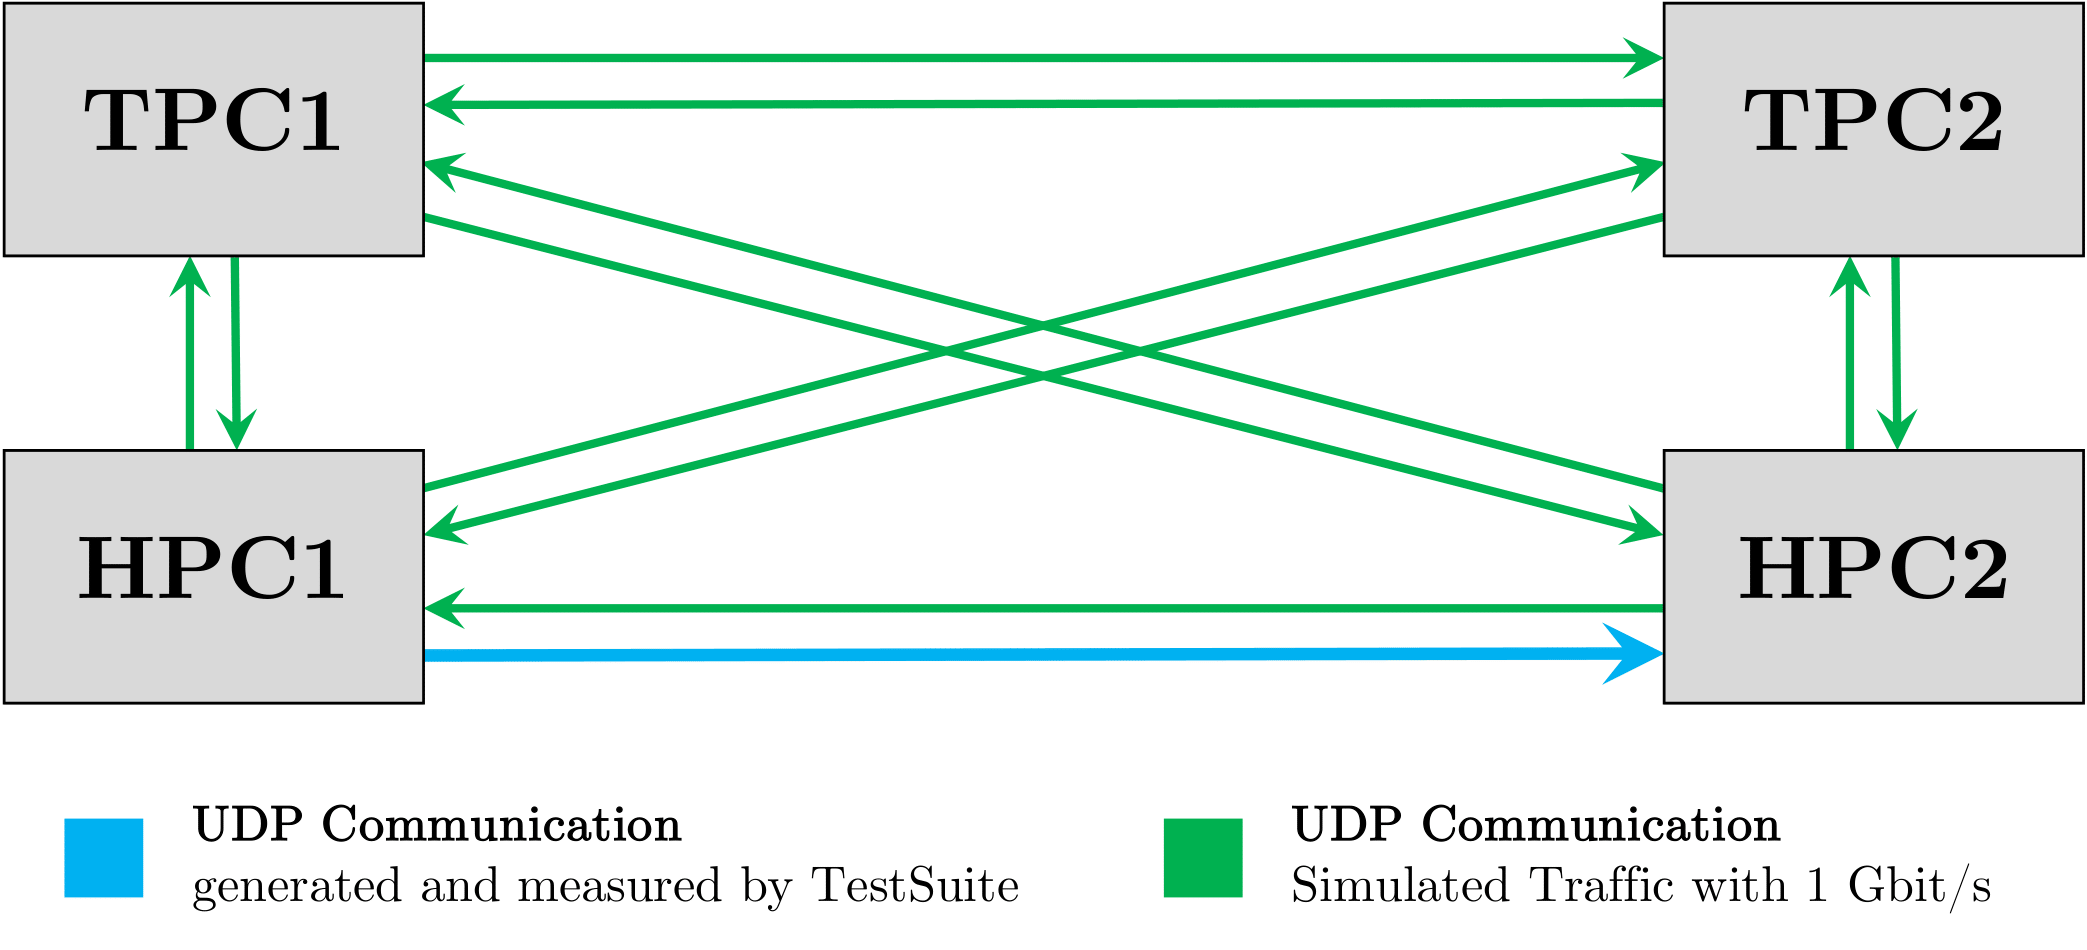 TPC1
TPC2
HPC1
HPC2
UDP Communication
generated and measured by TestSuite
UDP Communication
Simulated Traffic with 1 Gbit/s